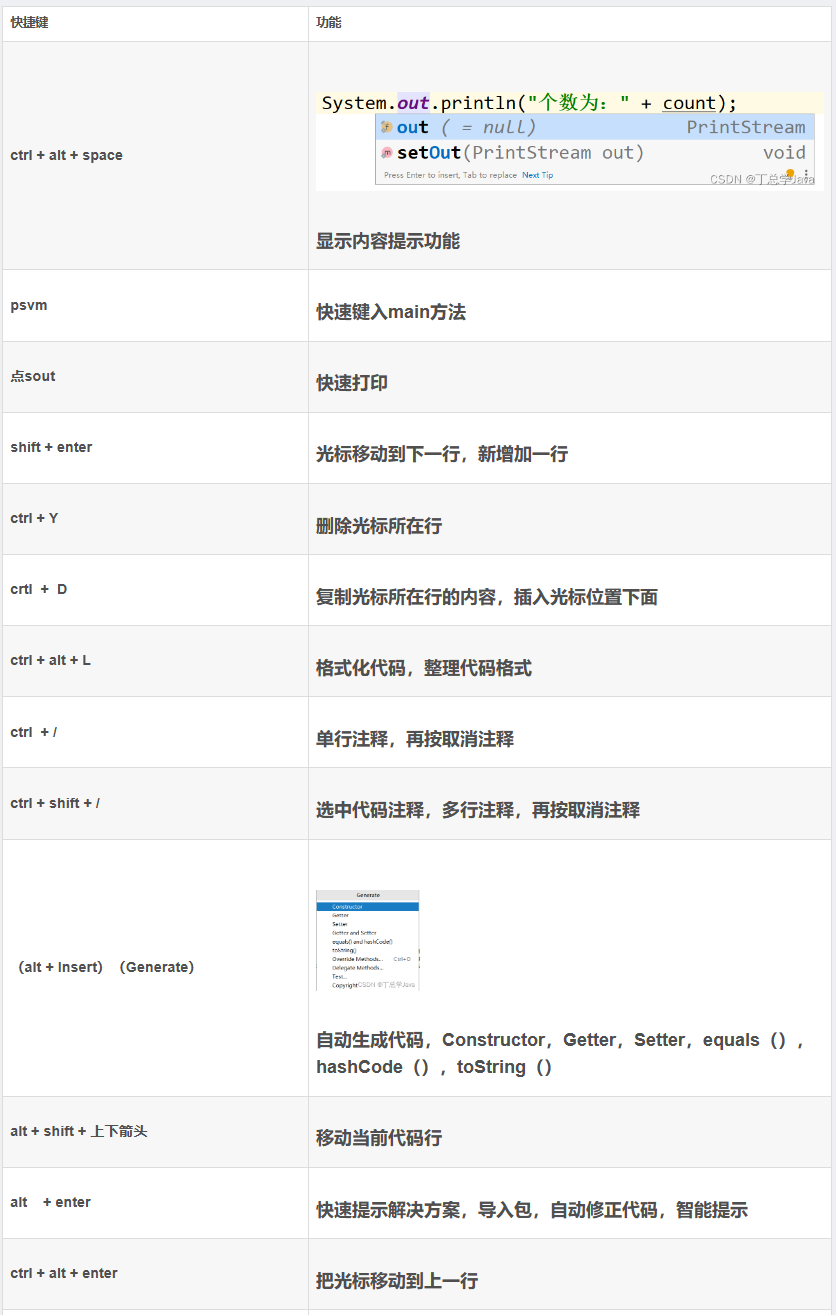 快捷键 功能
System.out.println("个数为：" + count);
out ( = null) PrintStream
setOut(PrintStream out) void
Press Enter to insert, Tab to replace Next Tip
CSDN @丁总学Java
ctrl + alt + space
显示内容提示功能
psvm
快速键入main方法
点sout
快速打印
shift + enter
光标移动到下一行，新增加一行
ctrl + Y
删除光标所在行
crtl + D
复制光标所在行的内容，插入光标位置下面
ctrl + alt + L
格式化代码，整理代码格式
ctrl + /
单行注释，再按取消注释
ctrl + shift + /
选中代码注释，多行注释，再按取消注释
（alt + Insert）（Generate）
Generate
Constructor
Getter
Setter
Getter and Setter
equals() and hashCode()
toString()
Override Methods... Ctrl+O
Delegate Methods...
Test...
Copyright
CSDN @丁总学Java
自动生成代码，Constructor，Getter，Setter，equals（），
hashCode（），toString（）
alt + shift + 上下箭头
移动当前代码行
alt + enter
快速提示解决方案，导入包，自动修正代码，智能提示
ctrl + alt + enter
把光标移动到上一行